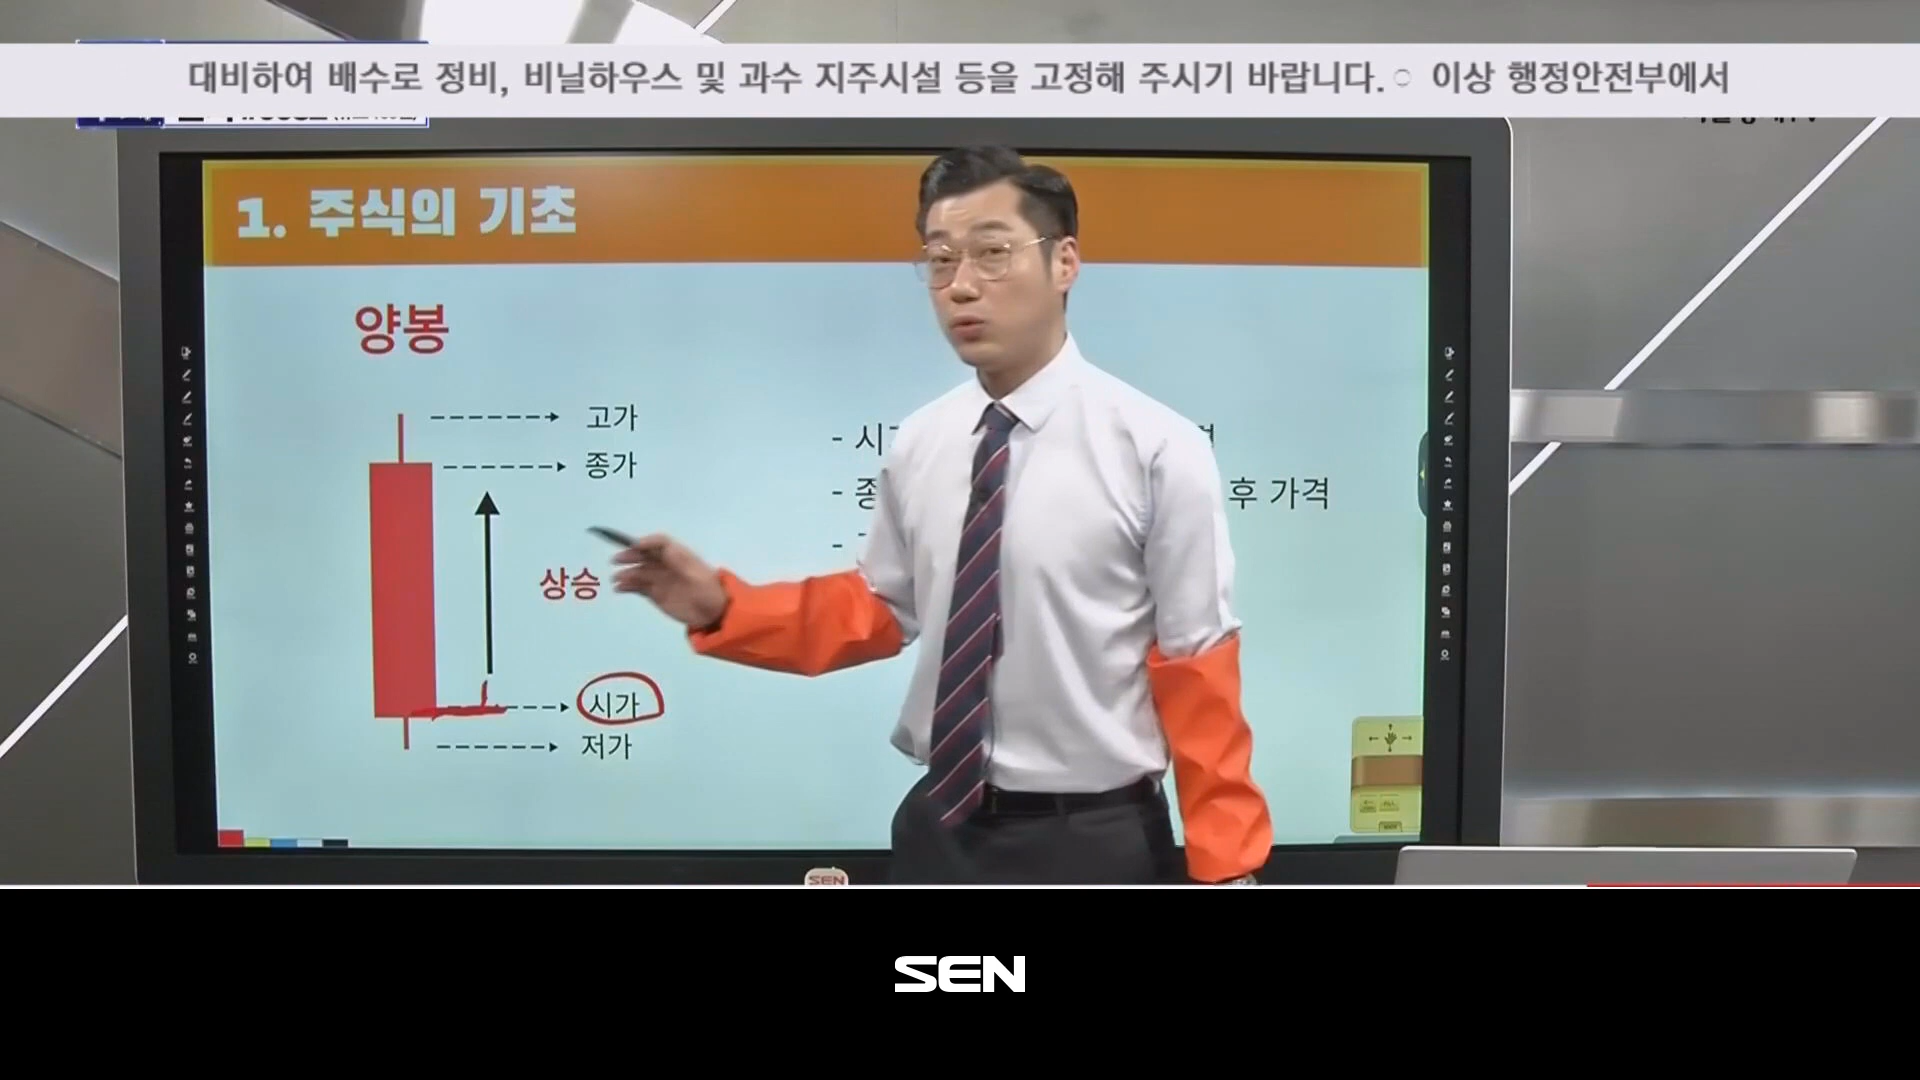 대비하여 배수로 정비, 비닐하우스 및 과수 지주시설 등을 고정해 주시기 바랍니다. 이상 행정안전부에서
1. 주식의 기초
양봉
고가
종가
상승
시가
저가
후 가격
SEN
SEN